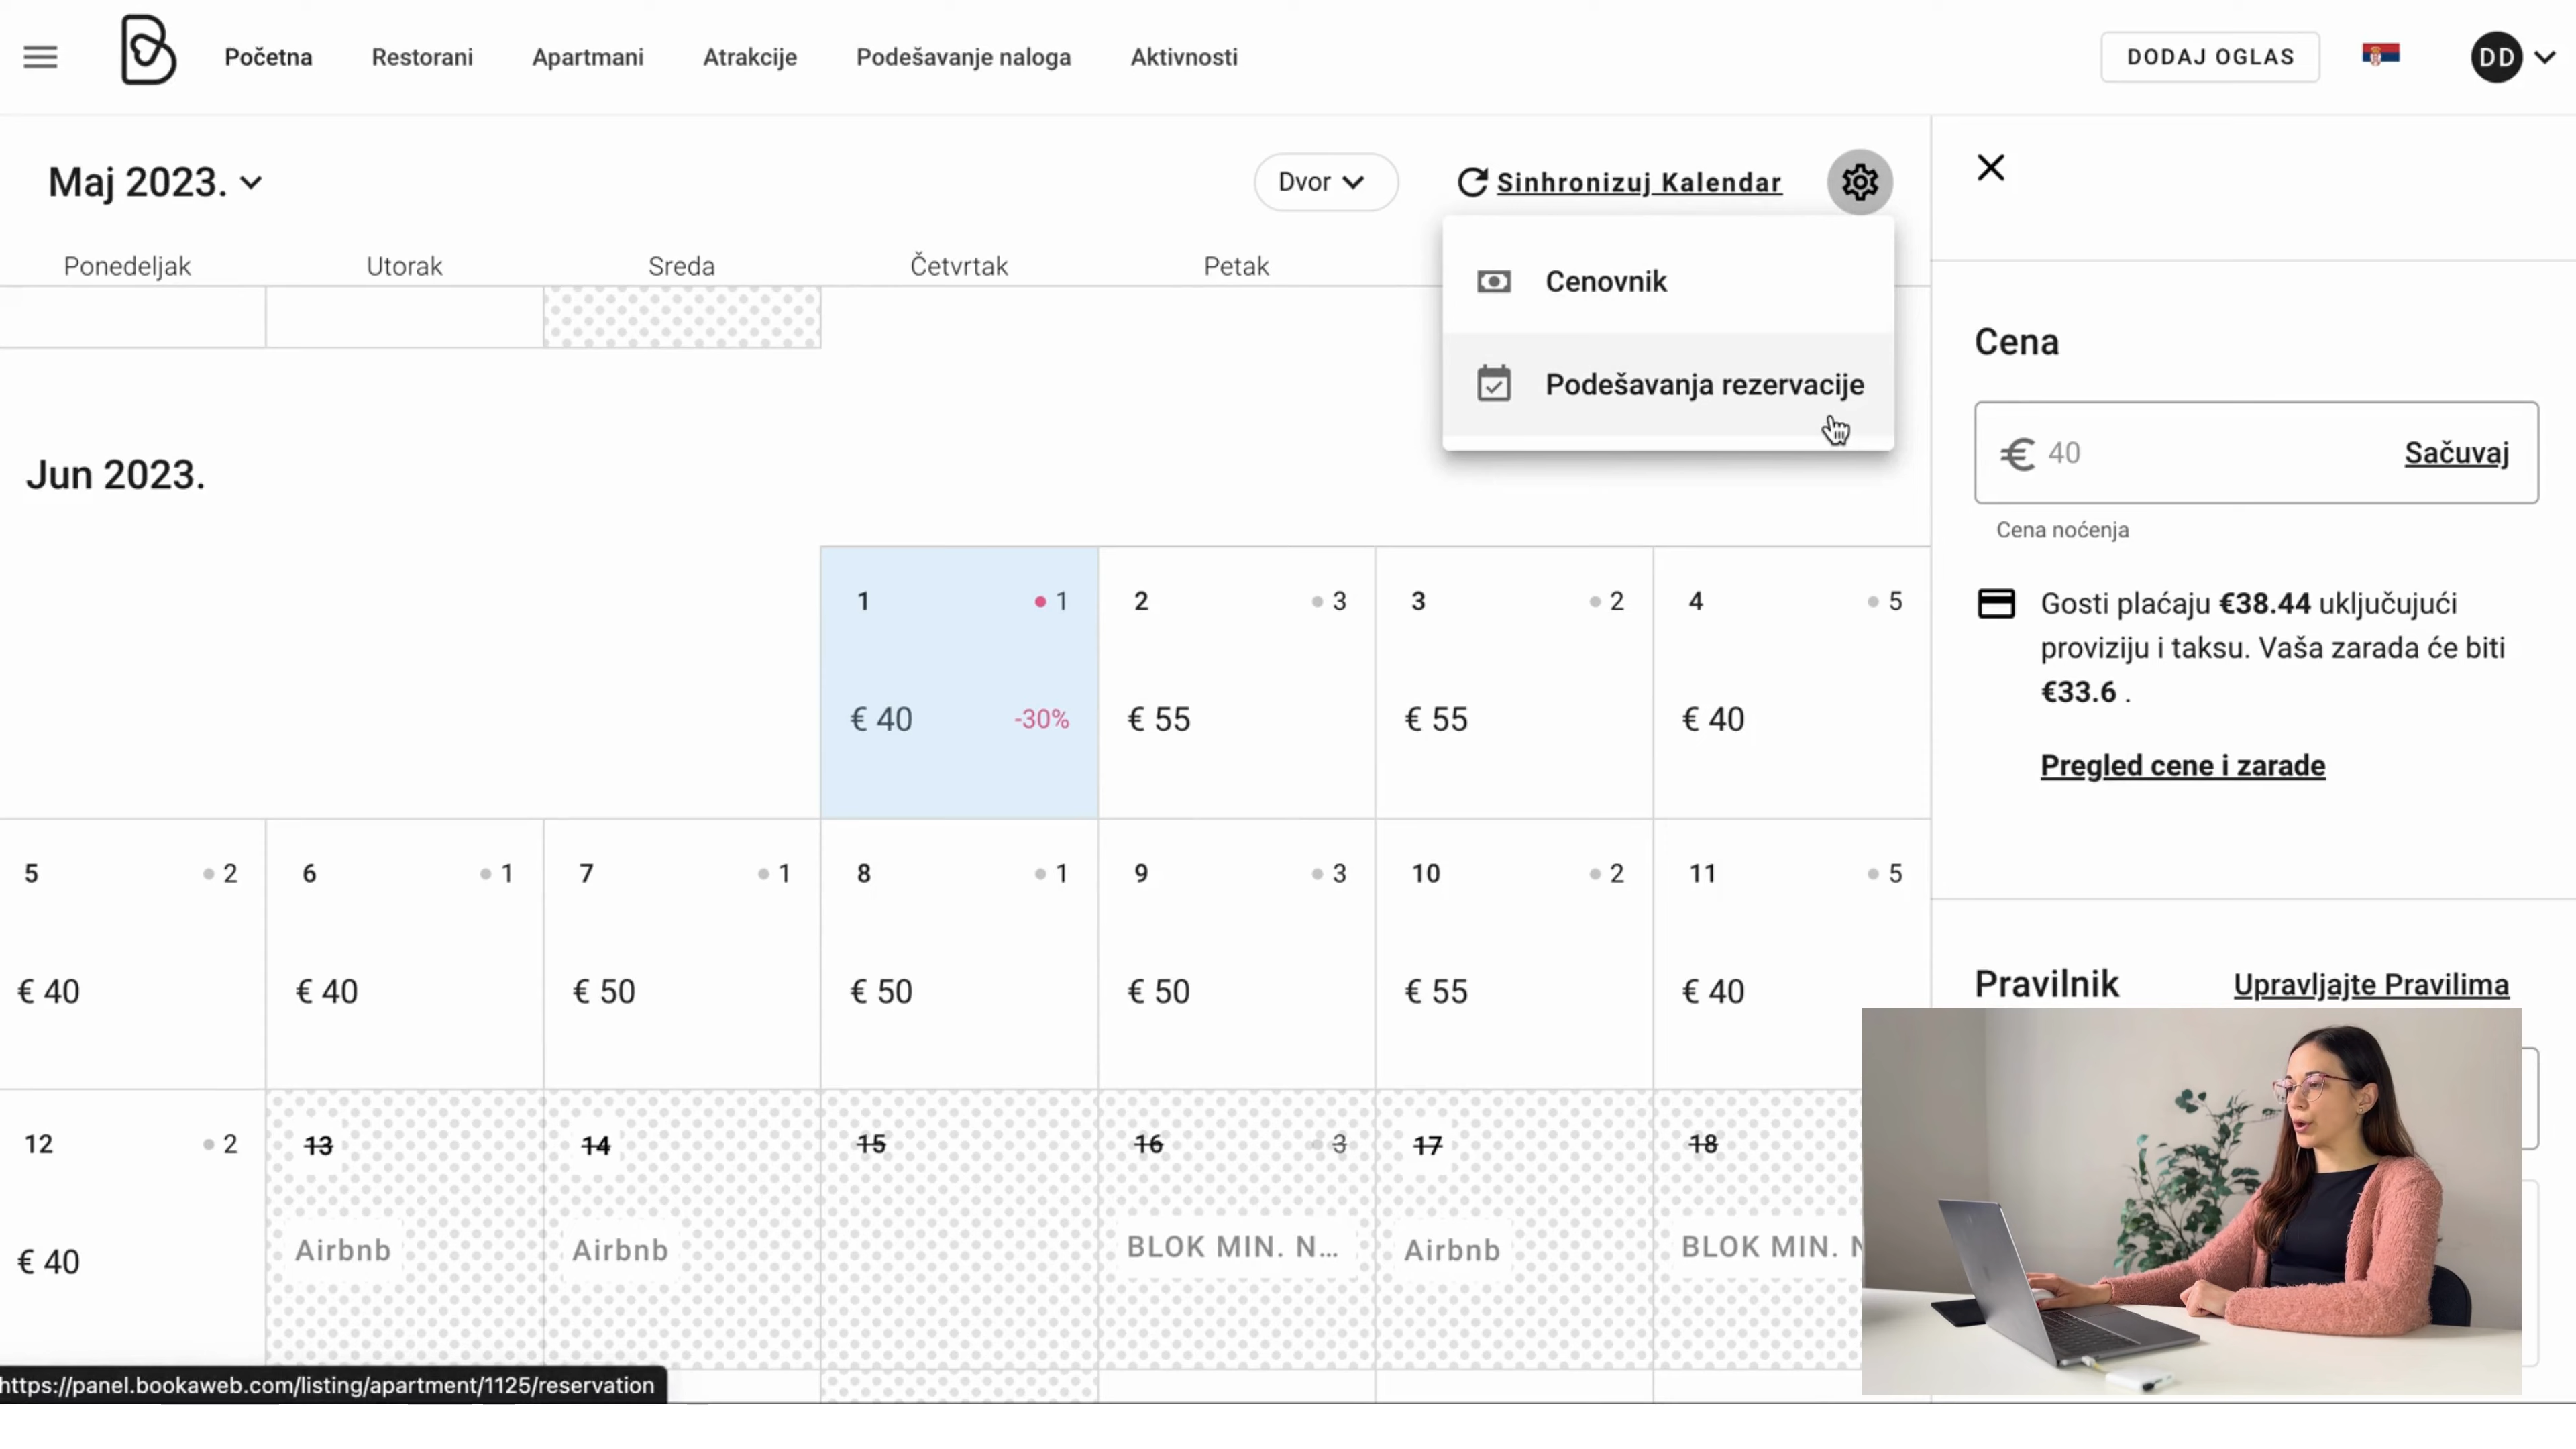 Početna
Restorani
Apartmani
Atrakcije
Podešavanje naloga
Aktivnosti
DODAJ OGLAS
DD
Maj 2023.
Dvor
Sinhronizuj Kalendar
Cenovnik
Podešavanja rezervacije
Ponedeljak
Utorak
Sreda
Četvrtak
Petak
Jun 2023.
1 1
2 3
3 2
4 5
€ 40 -30%
€ 55
€ 55
€ 40
5 2
6 1
7 1
8 1
9 3
10 2
11 5
€ 40
€ 40
€ 50
€ 50
€ 50
€ 55
€ 40
12 2
13
14
15
16 3
17
18
€ 40
Airbnb
Airbnb
BLOK MIN. N...
Airbnb
BLOK MIN. N
https://panel.bookaweb.com/listing/apartment/1125/reservation
Cena
€ 40
Sačuvaj
Cena noćenja
Gosti plaćaju €38.44 uključujući
proviziju i taksu. Vaša zarada će biti
€33.6 .
Pregled cene i zarade
Pravilnik
Upravljajte Pravilima